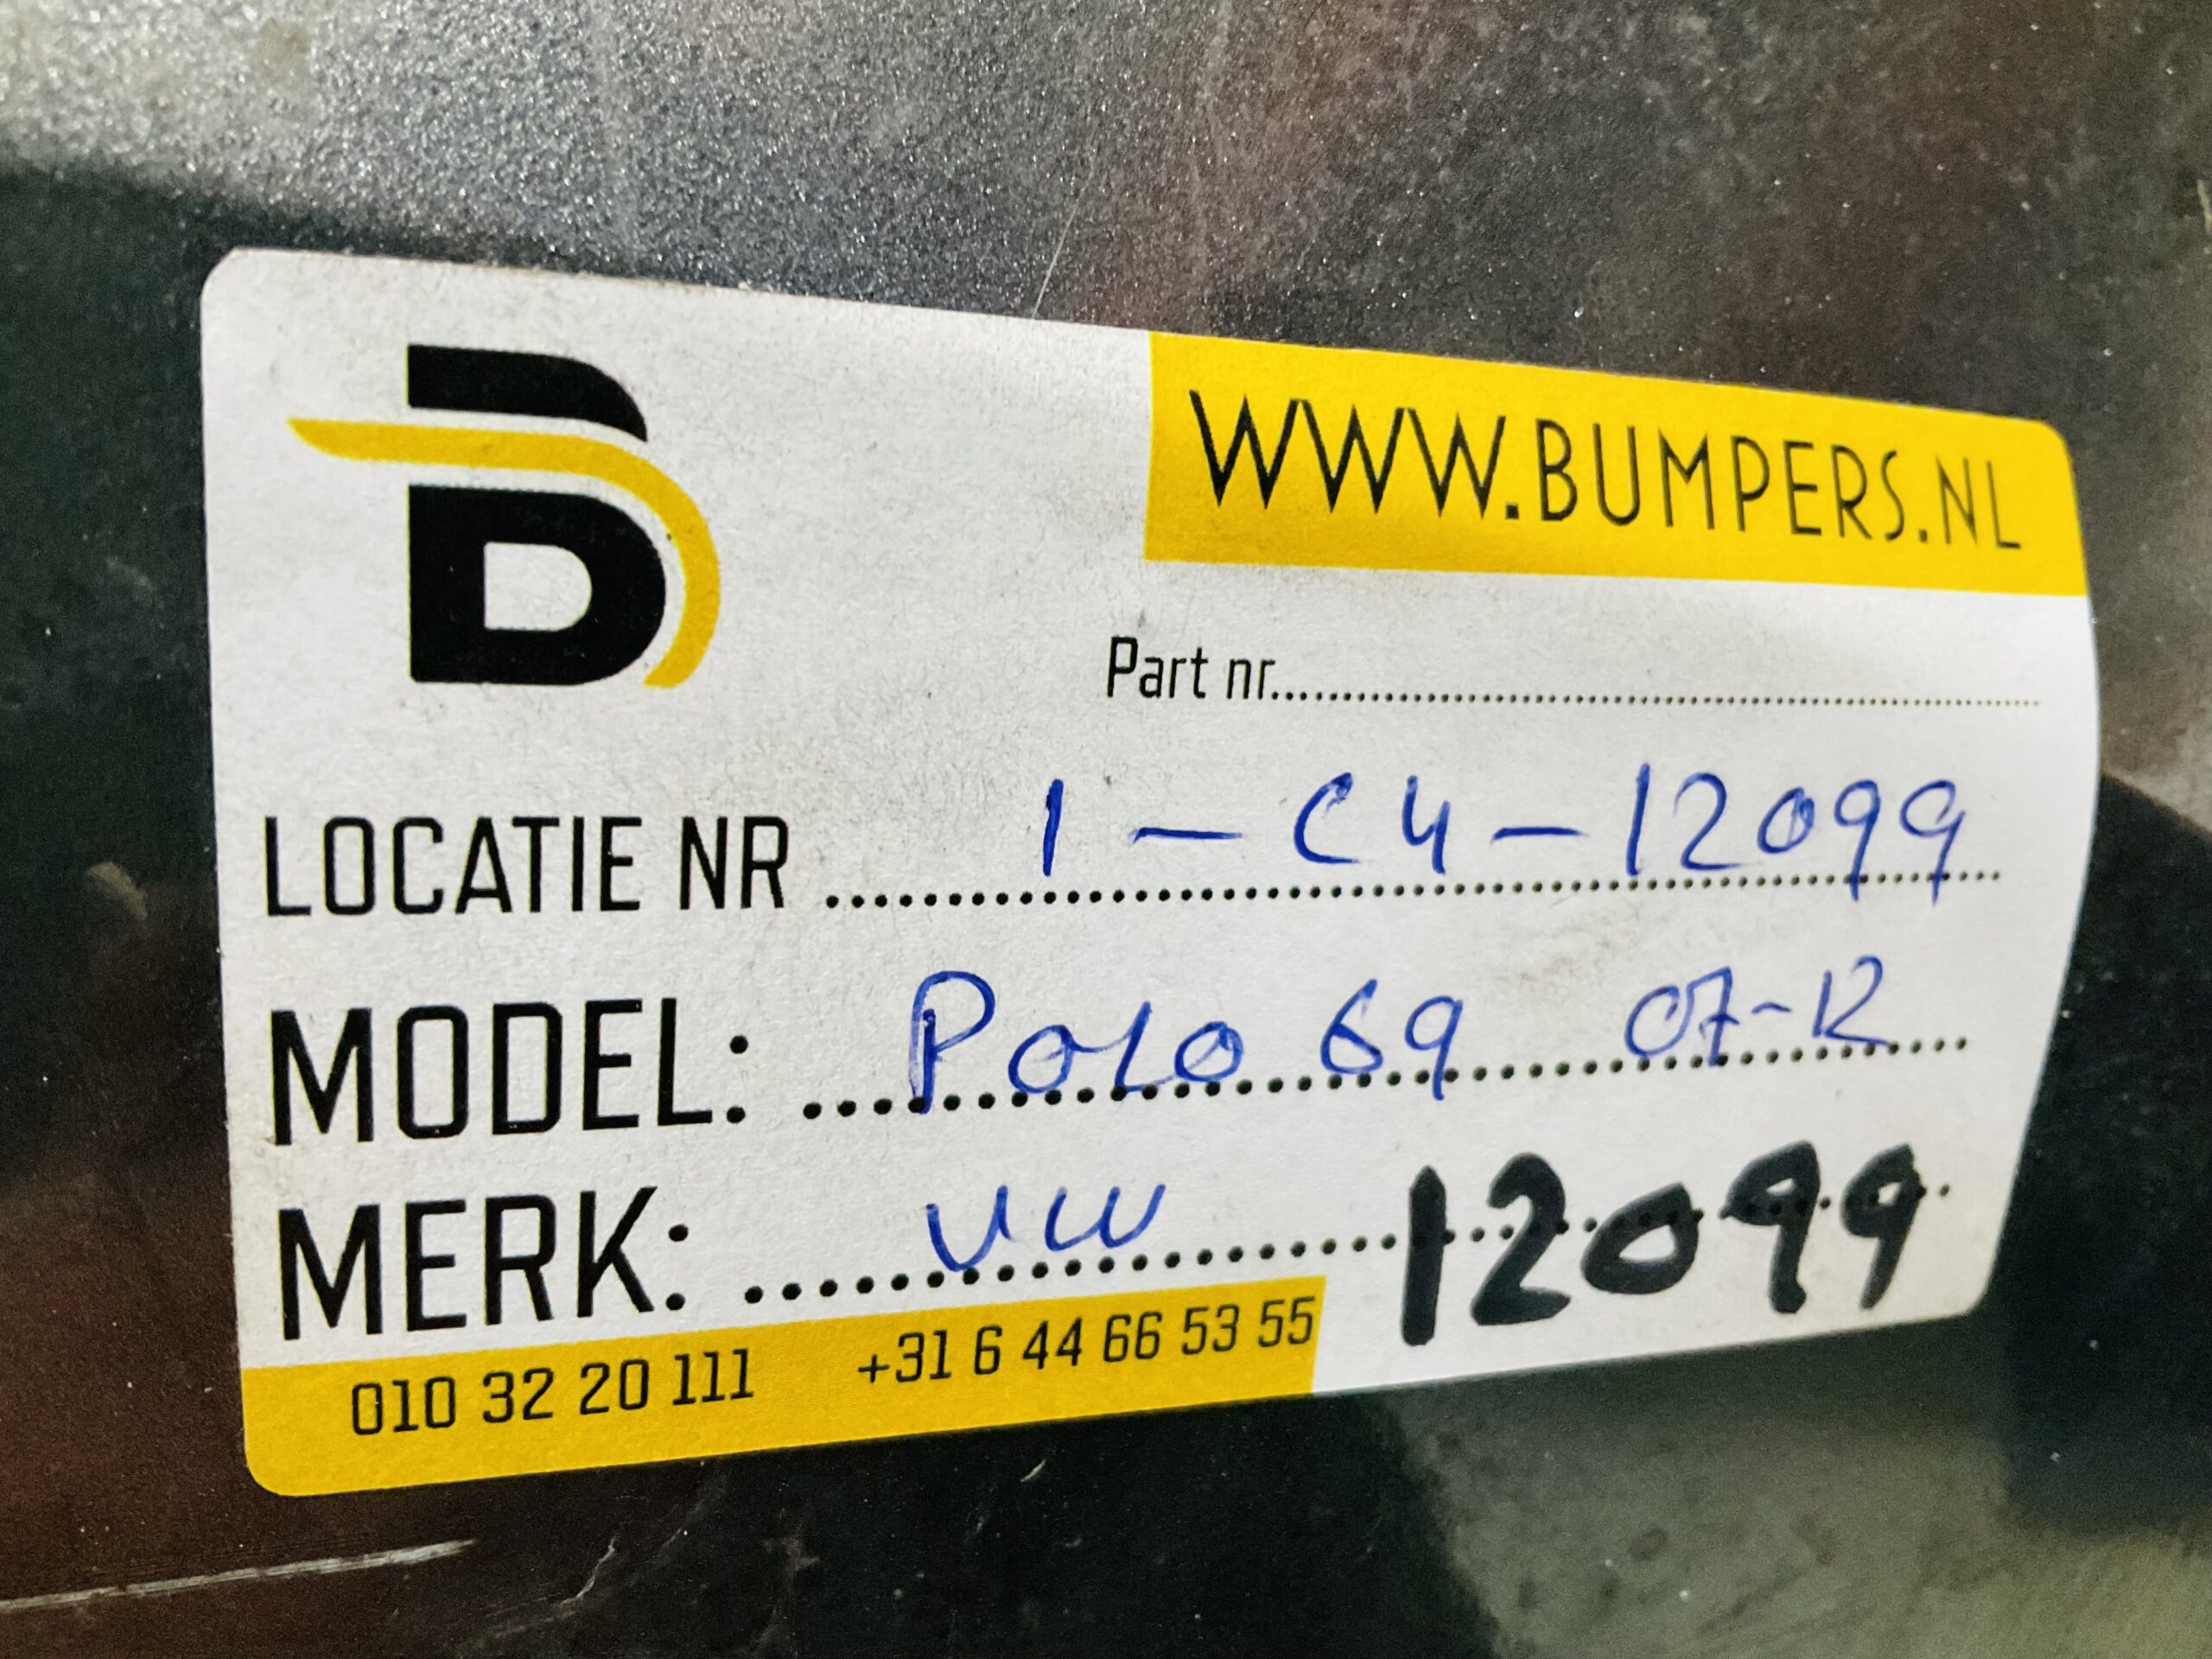 B
WWW.BUMPERS.NL
Part nr...............................................
LOCATIE NR ............ 1 - C4 - 12099
MODEL: ............ Polo 69 07-12
MERK: ............ VW 12099
010 32 20 111 +31 6 44 66 53 55